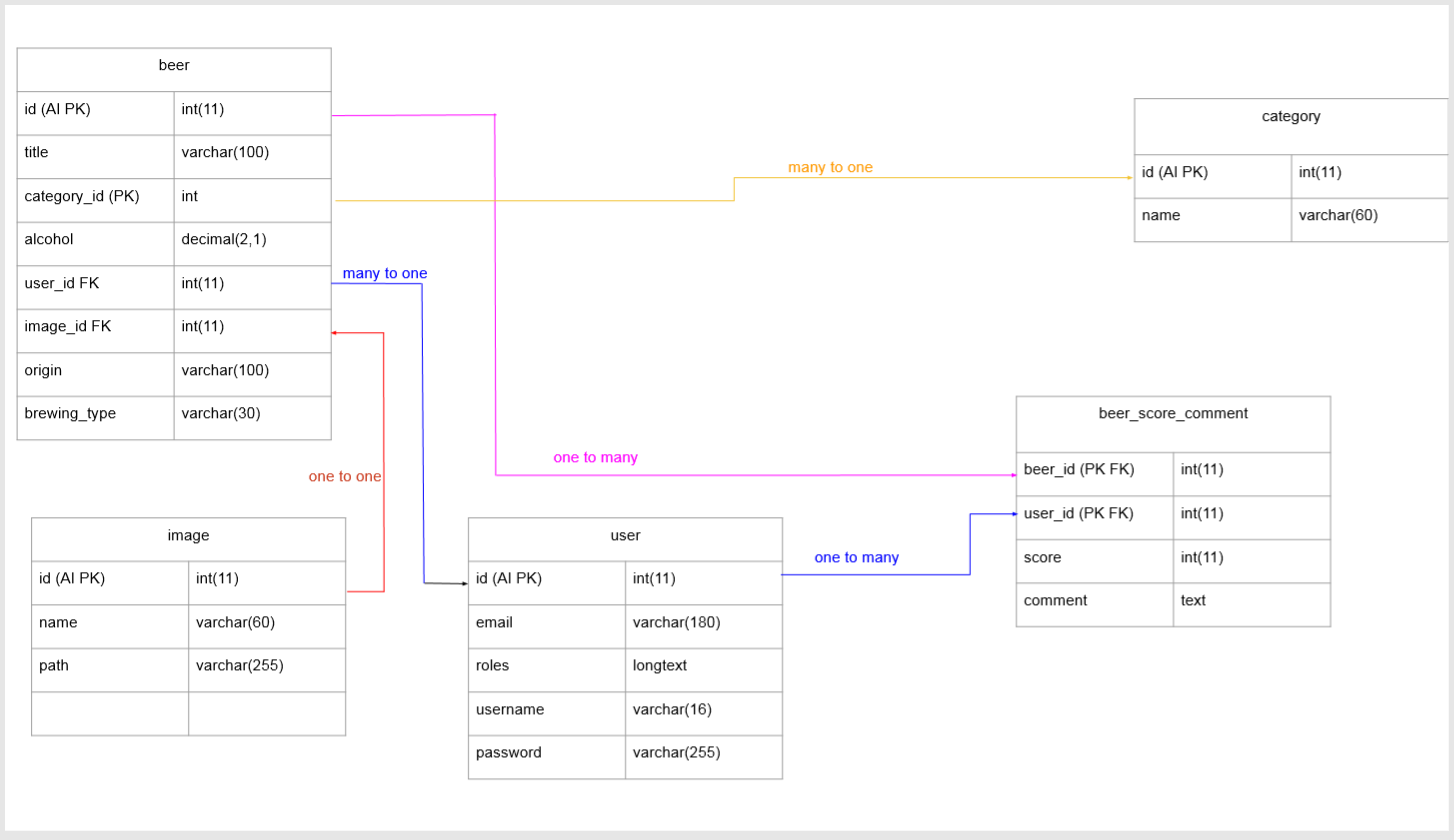 beer
id (AI PK) int(11)
title varchar(100)
category_id (PK) int
alcohol decimal(2,1)
user_id FK int(11)
image_id FK int(11)
origin varchar(100)
brewing_type varchar(30)
many to one
category
id (AI PK) int(11)
name varchar(60)
many to one
one to many
one to one
beer_score_comment
beer_id (PK FK) int(11)
user_id (PK FK) int(11)
score int(11)
comment text
image
id (AI PK) int(11)
name varchar(60)
path varchar(255)
user
id (AI PK) int(11)
email varchar(180)
roles longtext
username varchar(16)
password varchar(255)
one to many